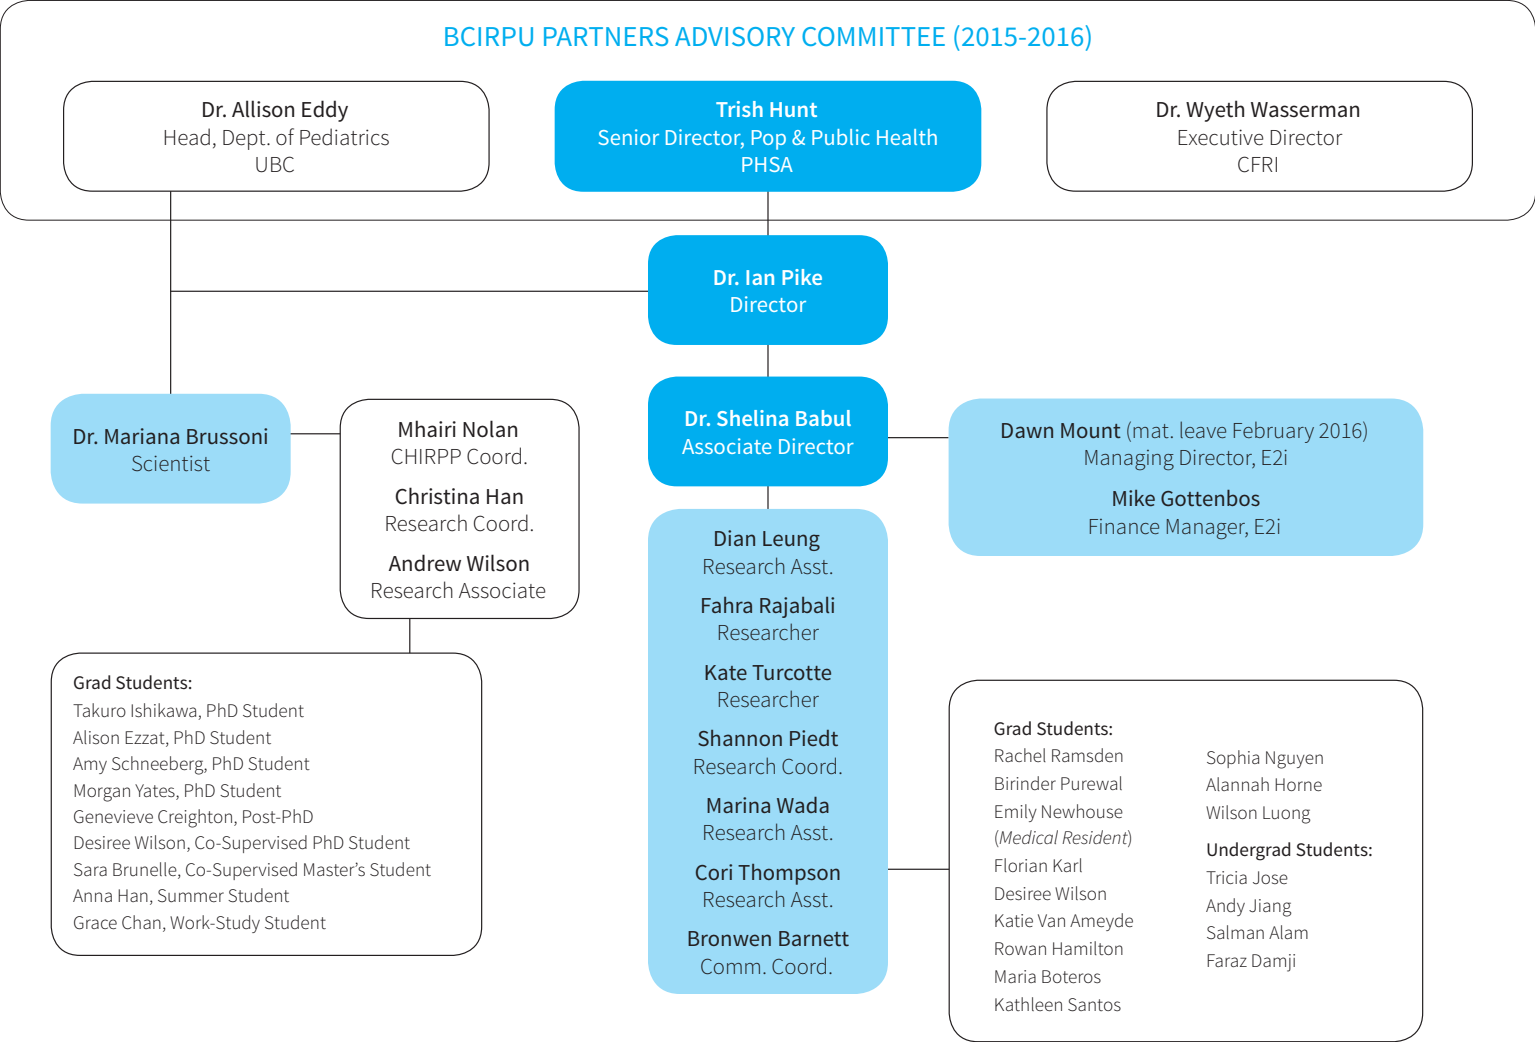 BCIRPU PARTNERS ADVISORY COMMITTEE (2015-2016)
Dr. Allison Eddy
Head, Dept. of Pediatrics
UBC
Trish Hunt
Senior Director, Pop & Public Health
PHSA
Dr. Wyeth Wasserman
Executive Director
CFRI
Dr. Ian Pike
Director
Dr. Mariana Brussoni
Scientist
Mhairi Nolan
CHIRPP Coord.
Christina Han
Research Coord.
Andrew Wilson
Research Associate
Dr. Shelina Babul
Associate Director
Dawn Mount (mat. leave February 2016)
Managing Director, E2i
Mike Gottenbos
Finance Manager, E2i
Dian Leung
Research Asst.
Fahra Rajabali
Researcher
Kate Turcotte
Researcher
Shannon Piedt
Research Coord.
Marina Wada
Research Asst.
Cori Thompson
Research Asst.
Bronwen Barnett
Comm. Coord.
Grad Students:
Takuro Ishikawa, PhD Student
Alison Ezzat, PhD Student
Amy Schneeberg, PhD Student
Morgan Yates, PhD Student
Genevieve Creighton, Post-PhD
Desiree Wilson, Co-Supervised PhD Student
Sara Brunelle, Co-Supervised Master’s Student
Anna Han, Summer Student
Grace Chan, Work-Study Student
Grad Students:
Rachel Ramsden
Birinder Purewal
Emily Newhouse
(Medical Resident)
Florian Karl
Desiree Wilson
Katie Van Ameyde
Rowan Hamilton
Maria Boteros
Kathleen Santos
Sophia Nguyen
Alannah Horne
Wilson Luong
Undergrad Students:
Tricia Jose
Andy Jiang
Salman Alam
Faraz Damji